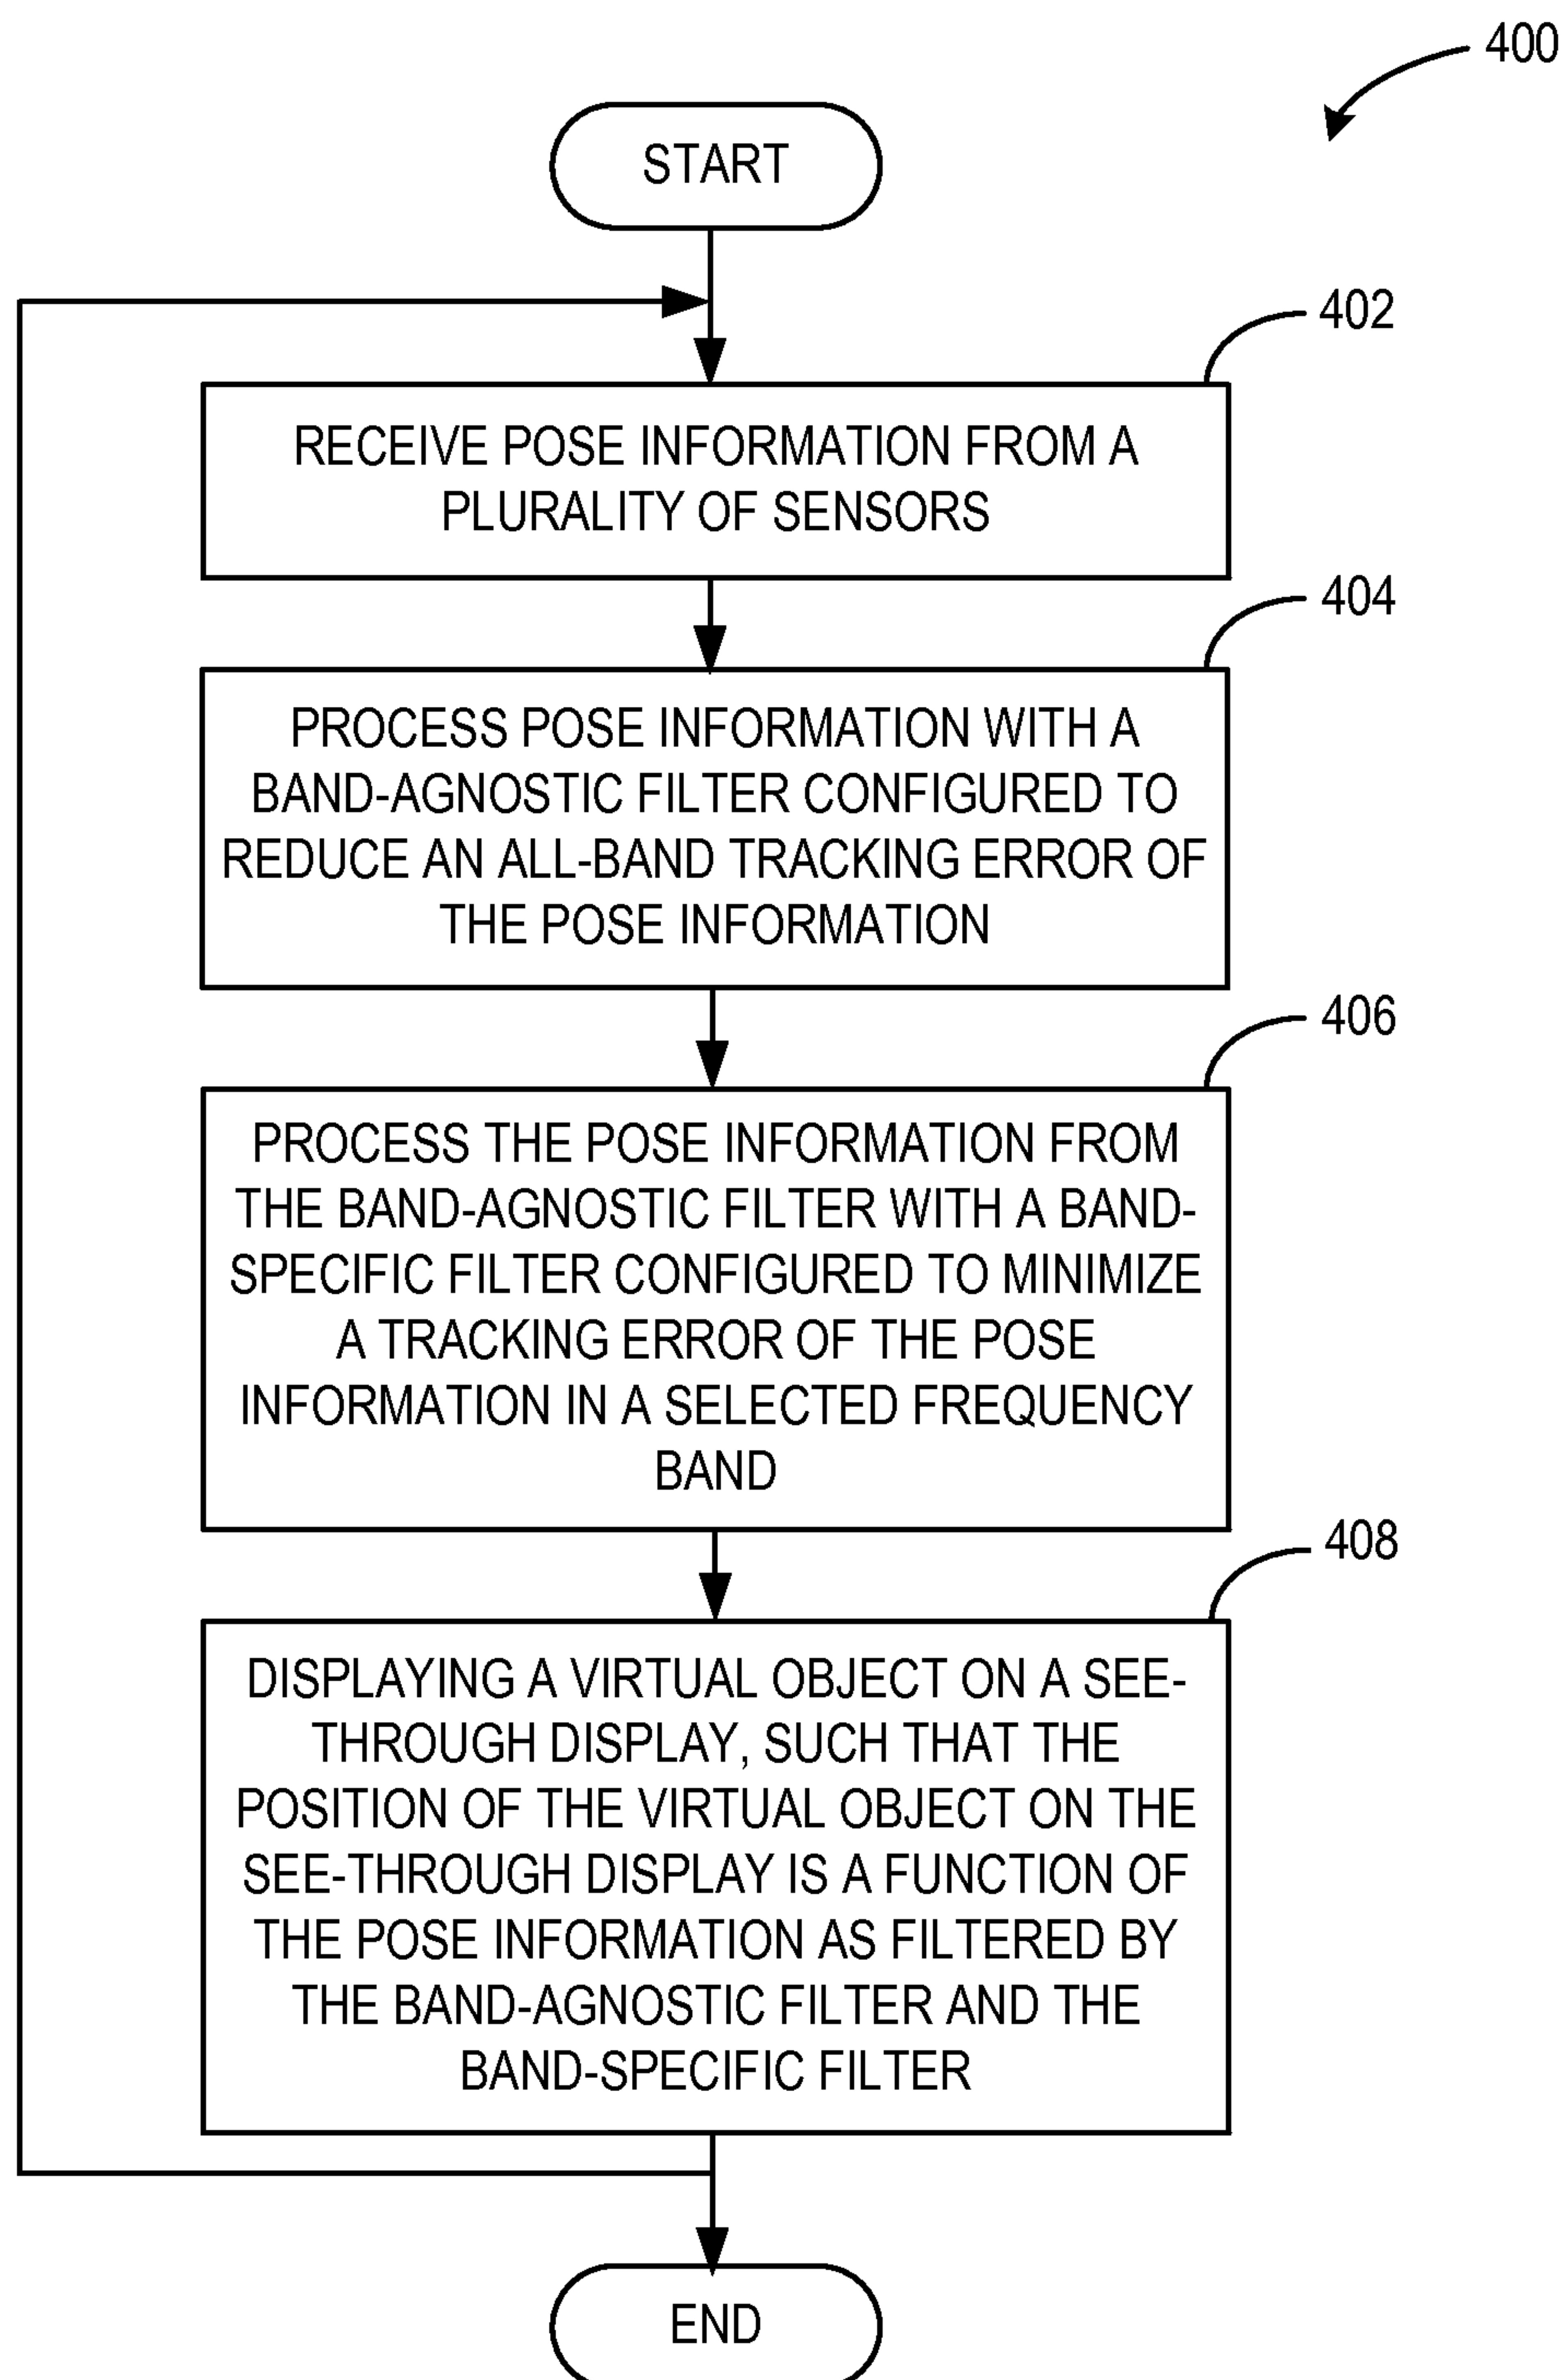 400
START
402
RECEIVE POSE INFORMATION FROM A
PLURALITY OF SENSORS
404
PROCESS POSE INFORMATION WITH A
BAND-AGNOSTIC FILTER CONFIGURED TO
REDUCE AN ALL-BAND TRACKING ERROR OF
THE POSE INFORMATION
406
PROCESS THE POSE INFORMATION FROM
THE BAND-AGNOSTIC FILTER WITH A BAND-
SPECIFIC FILTER CONFIGURED TO MINIMIZE
A TRACKING ERROR OF THE POSE
INFORMATION IN A SELECTED FREQUENCY
BAND
408
DISPLAYING A VIRTUAL OBJECT ON A SEE-
THROUGH DISPLAY, SUCH THAT THE
POSITION OF THE VIRTUAL OBJECT ON THE
SEE-THROUGH DISPLAY IS A FUNCTION OF
THE POSE INFORMATION AS FILTERED BY
THE BAND-AGNOSTIC FILTER AND THE
BAND-SPECIFIC FILTER
END